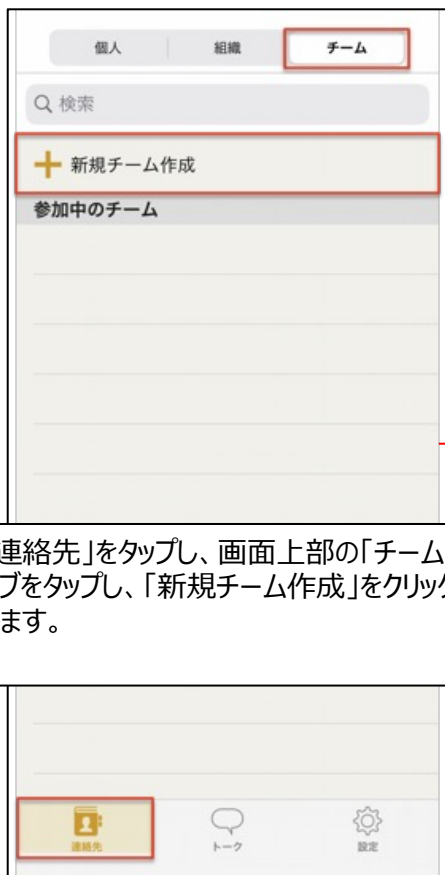 個人 組織 チーム
検索
新規チーム作成
参加中のチーム
連絡先」をタップし、画面上部の「チーム
ブをタップし、「新規チーム作成」をクリック
ます。
連絡先 トーク 設定